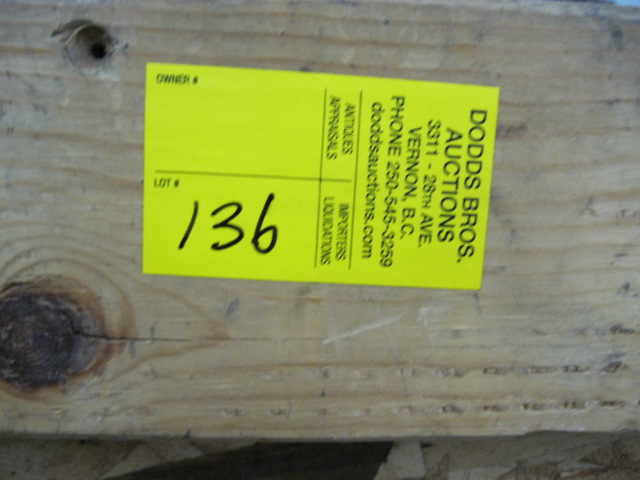 DODDS BROS.
AUCTIONS
3311 - 28TH AVE.
VERNON, B.C.
PHONE 250-545-3259
doddsauctions.com
ANTIQUES IMPORTERS
APPRAISALS LIQUIDATIONS
OWNER #
LOT #
136